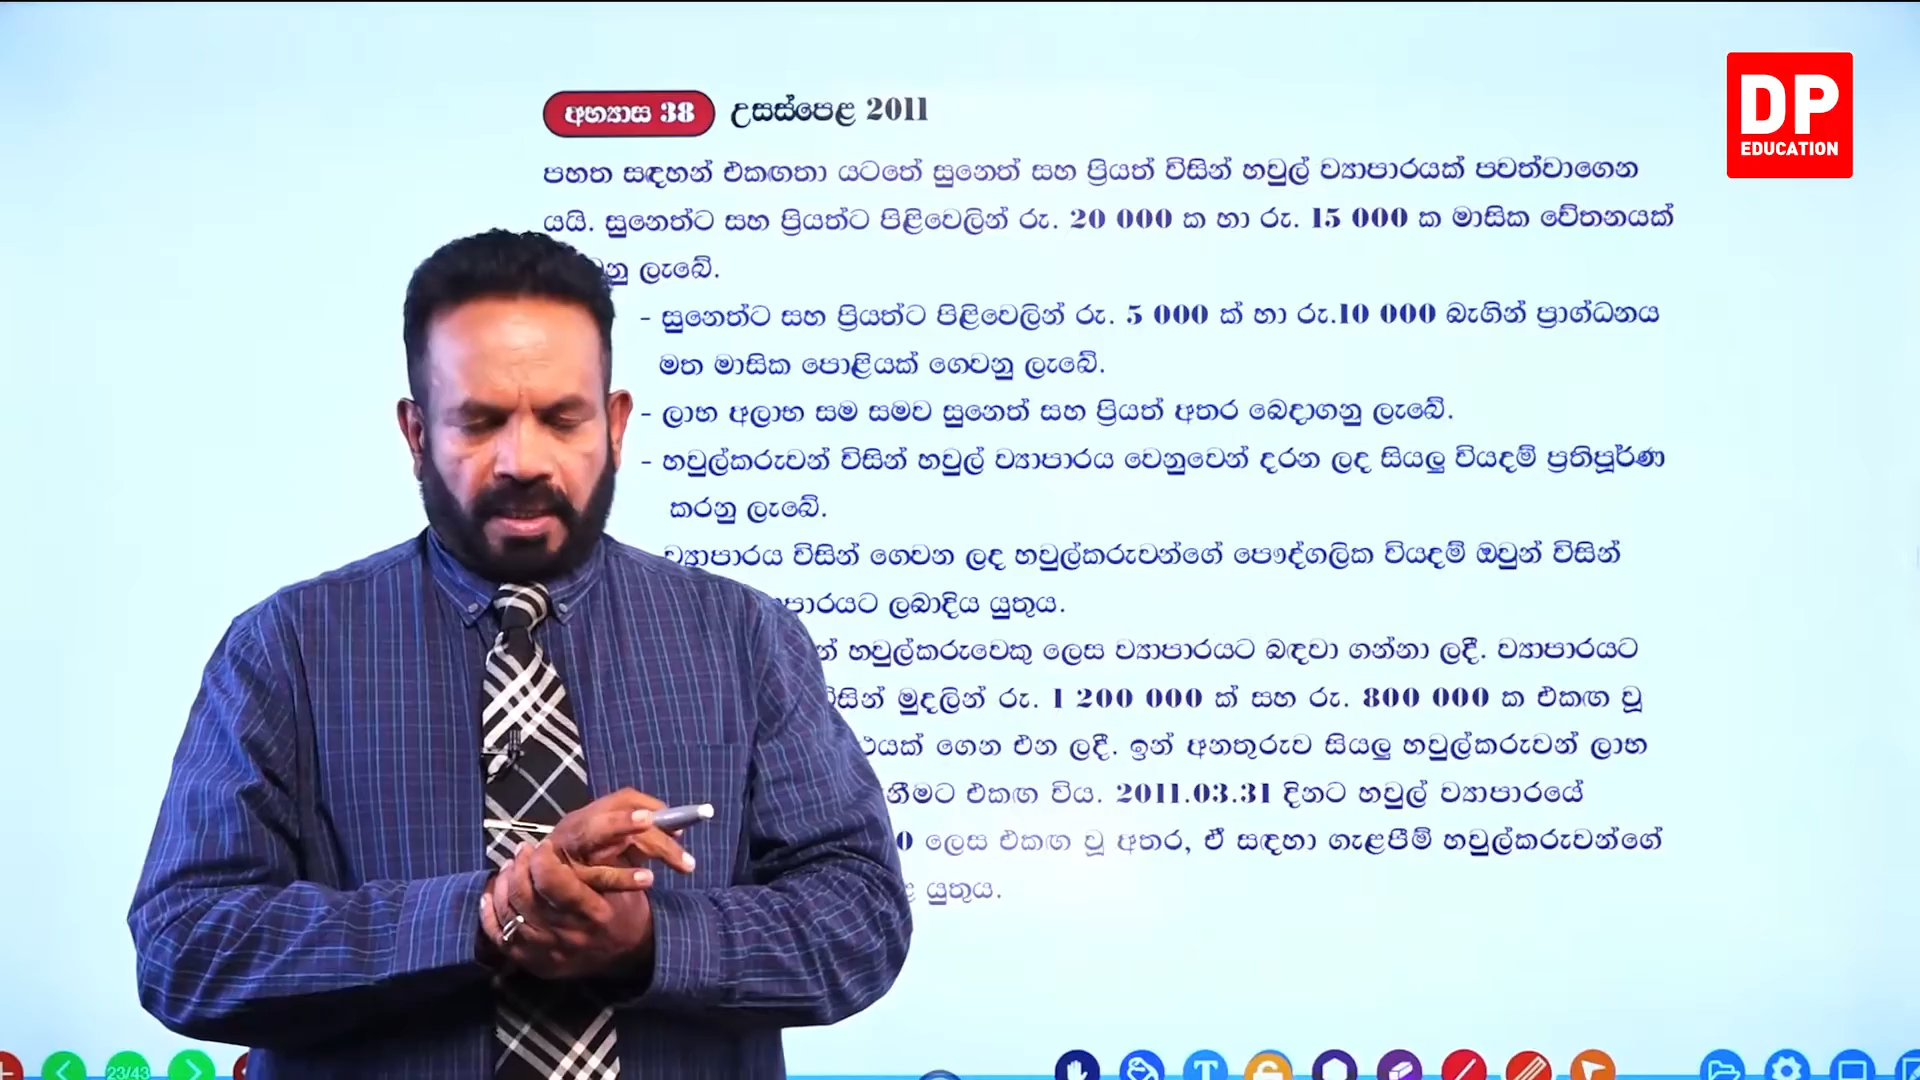 අභ්‍යාස 38 උසස්පෙළ 2011
DP
EDUCATION
පහත සඳහන් එකඟතා යටතේ සුනෙත් සහ ප්‍රියත් විසින් හවුල් ව්‍යාපාරයක් පවත්වාගෙන
යයි. සුනෙත්ට සහ ප්‍රියත්ට පිළිවෙලින් රු. 20 000 ක හා රු. 15 000 ක මාසික වේතනයක්
ලැබේ.
- සුනෙත්ට සහ ප්‍රියත්ට පිළිවෙලින් රු. 5 000 ක් හා රු.10 000 බැගින් ප්‍රාග්ධනය
මත මාසික පොළියක් ගෙවනු ලැබේ.
- ලාභ අලාභ සම සමව සුනෙත් සහ ප්‍රියත් අතර බෙදාගනු ලැබේ.
- හවුල්කරුවන් විසින් හවුල් ව්‍යාපාරය වෙනුවෙන් දරන ලද සියලු වියදම් ප්‍රතිපූර්ණ
කරනු ලැබේ.
ව්‍යාපාරය විසින් ගෙවන ලද හවුල්කරුවන්ගේ පෞද්ගලික වියදම් ඔවුන් විසින්
ලබාදිය යුතුය.
හවුල්කරුවෙකු ලෙස ව්‍යාපාරයට බඳවා ගන්නා ලදී. ව්‍යාපාරයට
මුදලින් රු. 1 200 000 ක් සහ රු. 800 000 ක එකඟ වූ
ගෙන එන ලදී. ඉන් අනතුරුව සියලු හවුල්කරුවන් ලාභ
එකඟ විය. 2011.03.31 දිනට හවුල් ව්‍යාපාරයේ
0 ලෙස එකඟ වූ අතර, ඒ සඳහා ගැළපීම් හවුල්කරුවන්ගේ
යුතුය.
23/43